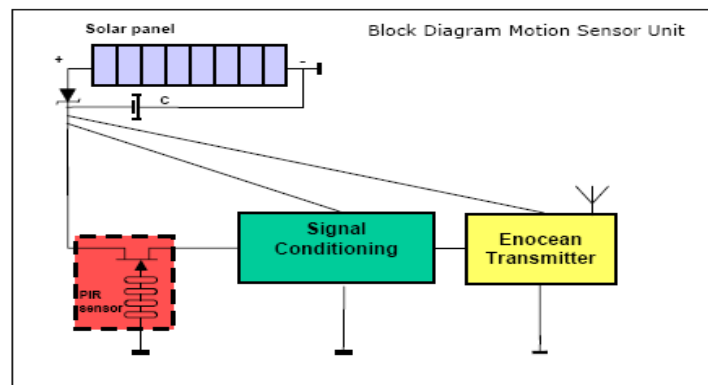 Solar panel
Block Diagram Motion Sensor Unit
+
-
C
Signal
Conditioning
Enocean
Transmitter
PIR
sensor